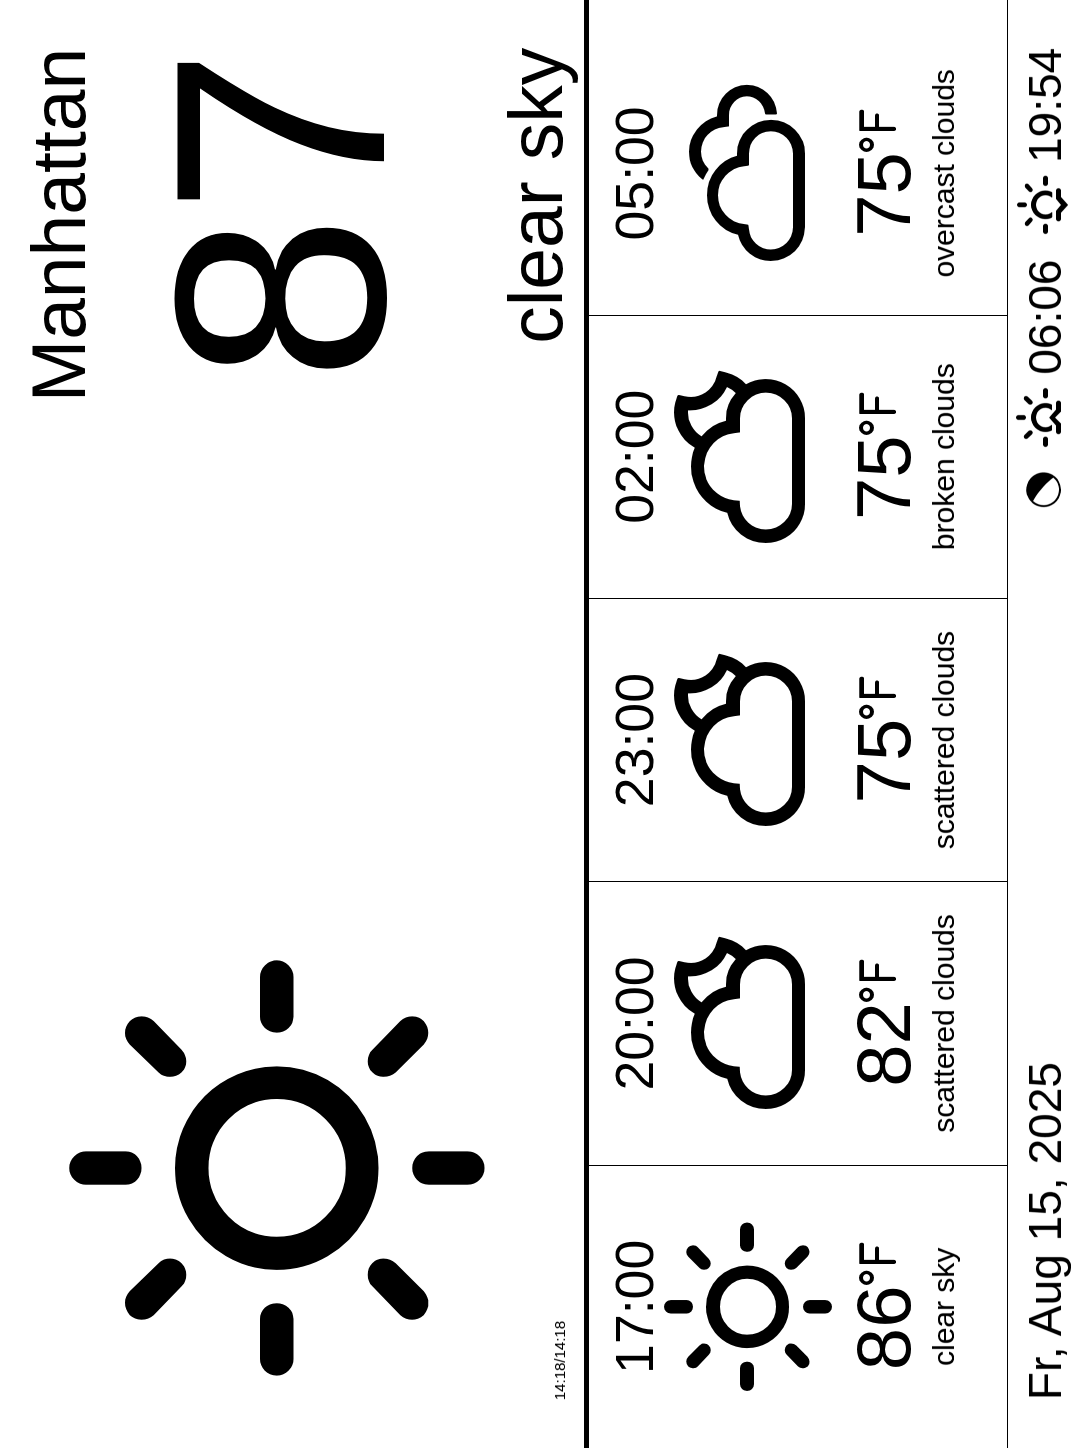 Manhattan
87
clear sky
14:18/14:18
17:00
86°F
clear sky
20:00
82°F
scattered clouds
23:00
75°F
scattered clouds
02:00
75°F
broken clouds
05:00
75°F
overcast clouds
Fr, Aug 15, 2025
06:06 19:54